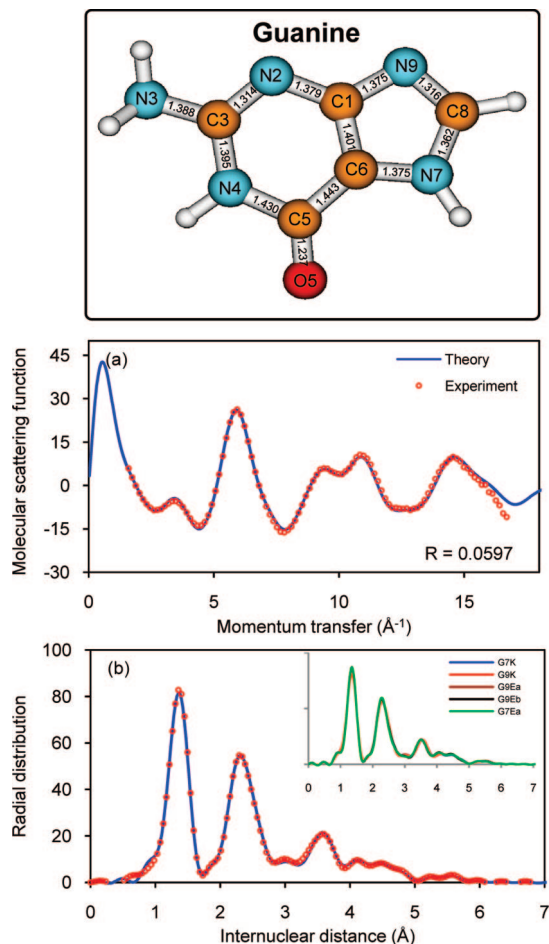 Guanine
N2
N9
1.314
1.379
1.375
1.316
N3
1.388
C3
C1
C8
1.395
1.401
1.362
N4
C6
1.375
N7
1.430
1.443
C5
1.237
O5
(a)
Theory
Experiment
45
30
15
0
-15
-30
Molecular scattering function
R = 0.0597
0
5
10
15
Momentum transfer (Å-1)
(b)
100
80
60
40
20
0
Radial distribution
G7K
G9K
G9Ea
G9Eb
G7Ea
0 1 2 3 4 5 6 7
0 1 2 3 4 5 6 7
Internuclear distance (Å)